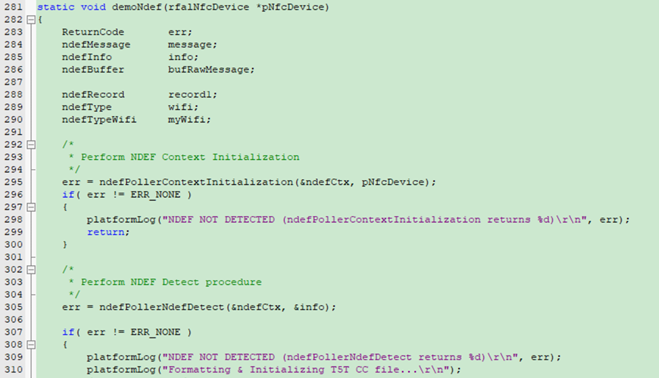 281 static void demoNdef(rfalNfcDevice *pNfcDevice)
282 {
283 ReturnCode err;
284 ndefMessage message;
285 ndefInfo info;
286 ndefBuffer bufRawMessage;
287
288 ndefRecord record1;
289 ndefType wifi;
290 ndefTypeWifi myWifi;
291
292 /*
293 * Perform NDEF Context Initialization
294 */
295 err = ndefPollerContextInitialization(&ndefCtx, pNfcDevice);
296 if( err != ERR_NONE )
297 {
298 platformLog("NDEF NOT DETECTED (ndefPollerContextInitialization returns %d)\r\n", err);
299 return;
300 }
301
302 /*
303 * Perform NDEF Detect procedure
304 */
305 err = ndefPollerNdefDetect(&ndefCtx, &info);
306
307 if( err != ERR_NONE )
308 {
309 platformLog("NDEF NOT DETECTED (ndefPollerNdefDetect returns %d)\r\n", err);
310 platformLog("Formatting & Initializing T5T CC file...\r\n");